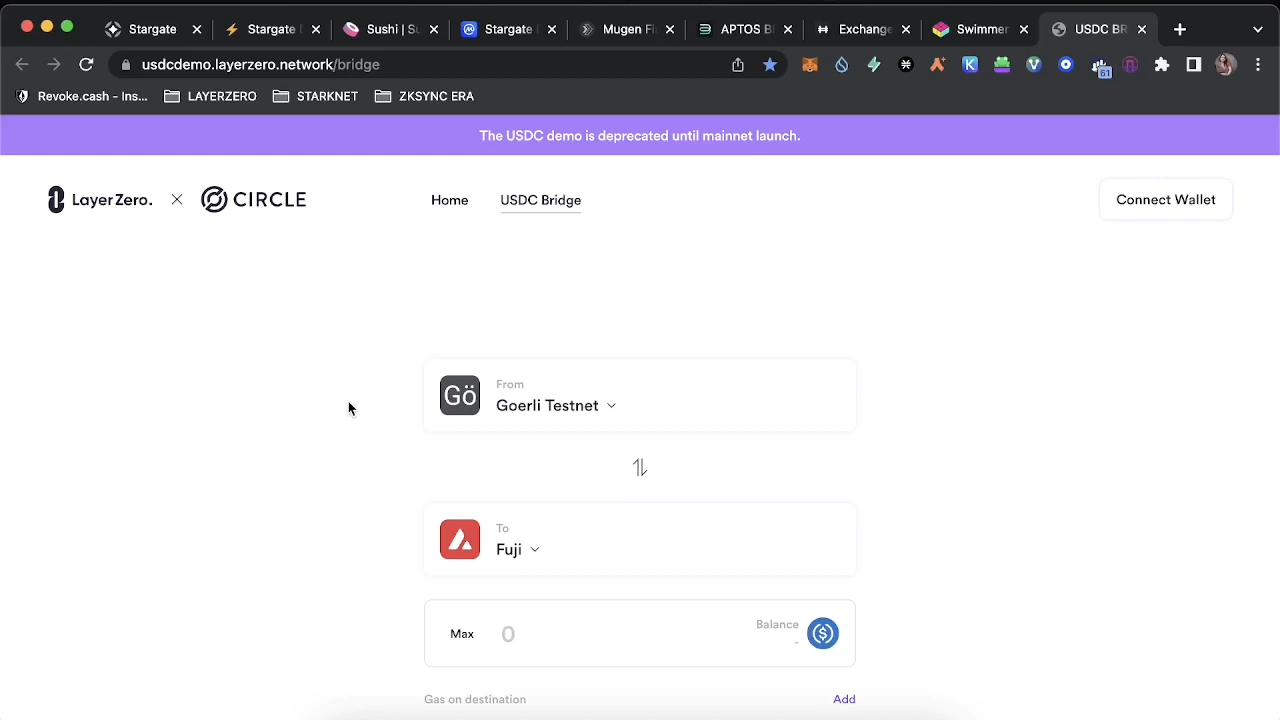 Stargate
Stargate
Sushi | Su
Stargate
Mugen Fi
APTOS B
Exchange
Swimmer
USDC BR
usdcdemo.layerzero.network/bridge
61
Revoke.cash - Ins...
LAYERZERO
STARKNET
ZKSYNC ERA
The USDC demo is deprecated until mainnet launch.
LayerZero.
CIRCLE
Home
USDC Bridge
Connect Wallet
Gö
From
Goerli Testnet
To
Fuji
Max
0
Balance
-
Gas on destination
Add